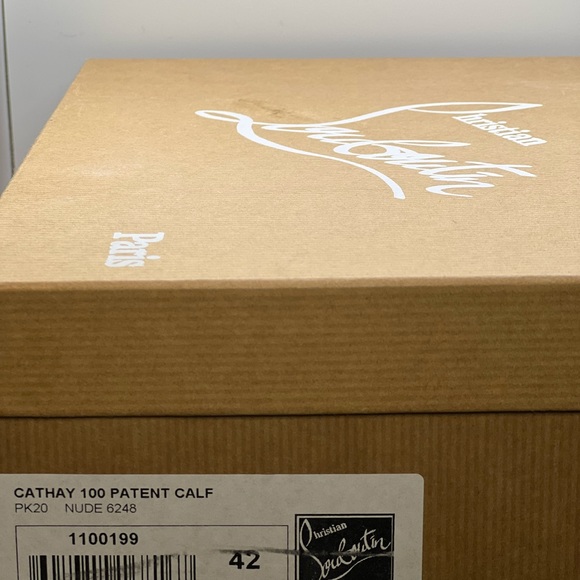 Christian
Louboutin
Paris
CATHAY 100 PATENT CALF
PK20 NUDE 6248
1100199
42
Christian
Louboutin